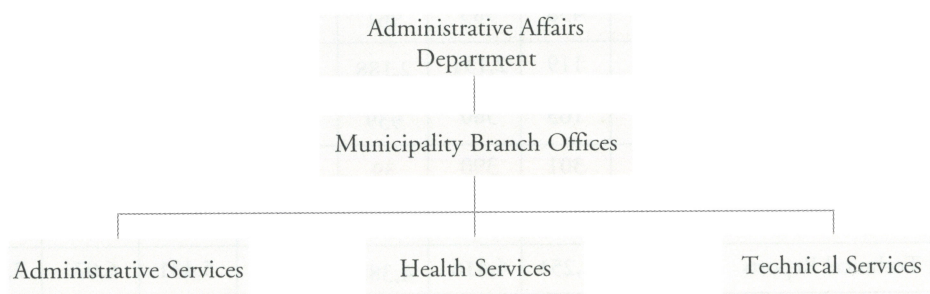 Administrative Affairs
Department
Municipality Branch Offices
Administrative Services
Health Services
Technical Services